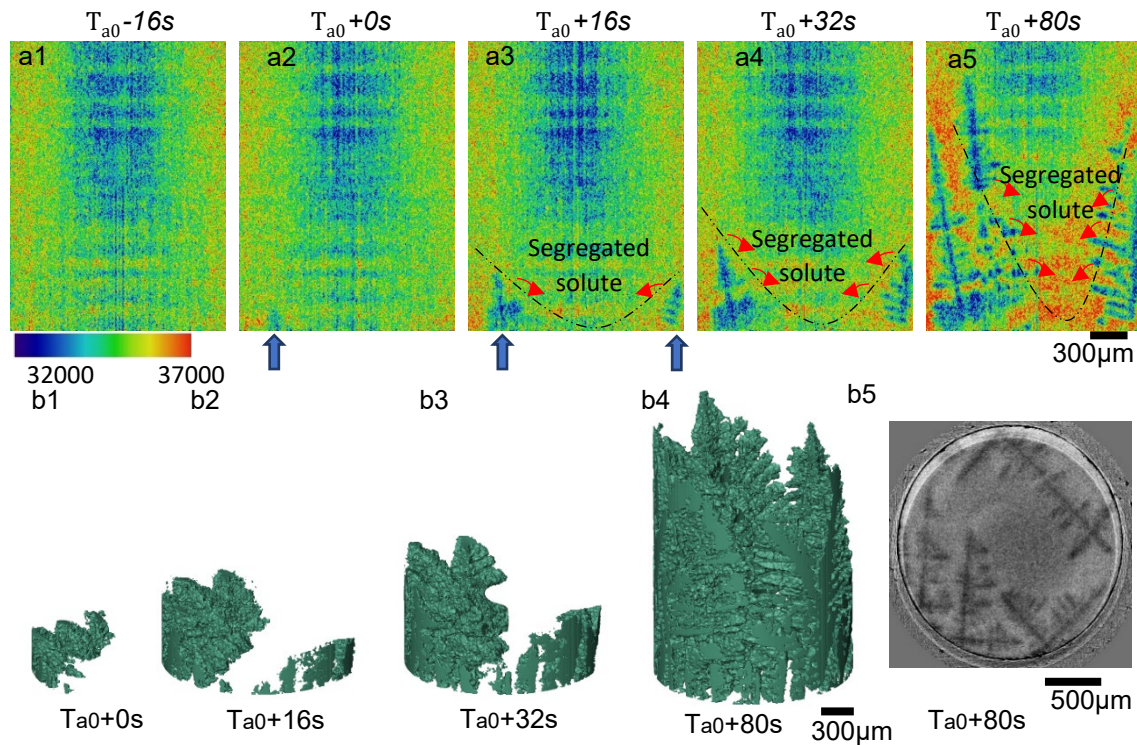 Ta0-16s Ta0+0s Ta0+16s Ta0+32s Ta0+80s
a1 a2 a3 a4 a5
Segregated
solute
Segregated
solute
Segregated
solute
32000 37000
300μm
b1 b2 b3 b4 b5
Ta0+0s Ta0+16s Ta0+32s Ta0+80s 300μm Ta0+80s
500μm